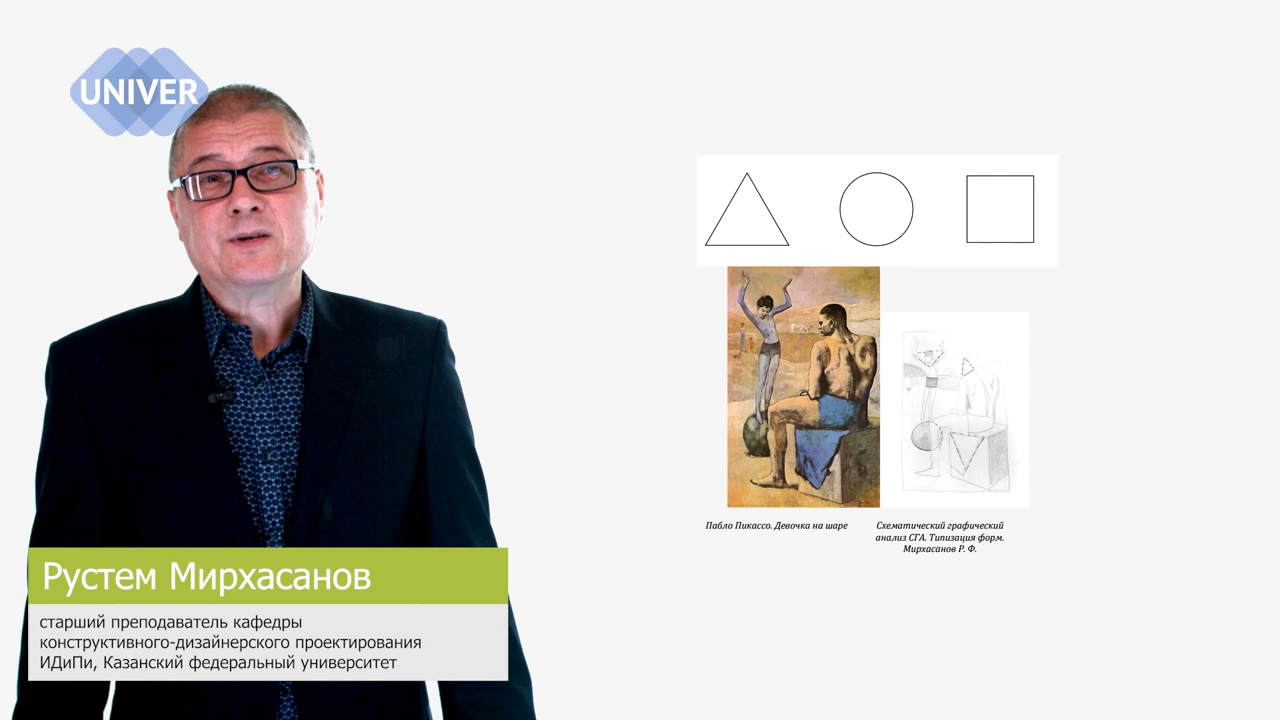 UNIVER
Пабло Пикассо. Девочка на шаре
Схематический графический
анализ СГА. Типизация форм.
Мирхасанов Р. Ф.
Рустем Мирхасанов
старший преподаватель кафедры
конструктивного-дизайнерского проектирования
ИДиПи, Казанский федеральный университет